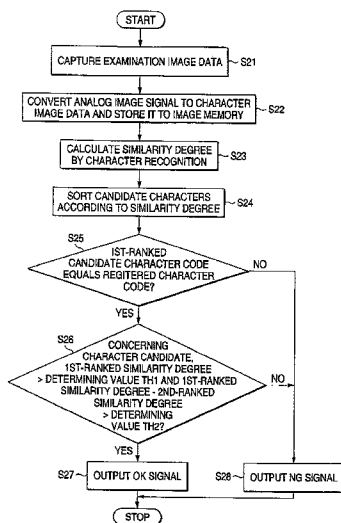 START
CAPTURE EXAMINATION IMAGE DATA
S21
CONVERT ANALOG IMAGE SIGNAL TO CHARACTER
IMAGE DATA AND STORE IT TO IMAGE MEMORY
S22
CALCULATE SIMILARITY DEGREE
BY CHARACTER RECOGNITION
S23
SORT CANDIDATE CHARACTERS
ACCORDING TO SIMILARITY DEGREE
S24
S25
1ST-RANKED
CANDIDATE CHARACTER CODE
EQUALS REGITERED CHARACTER
CODE?
NO
YES
S26
CONCERNING
CHARACTER CANDIDATE,
1ST-RANKED SIMILARITY DEGREE
> DETERMINING VALUE TH1 AND 1ST-RANKED
SIMILARITY DEGREE - 2ND-RANKED
SIMILARITY DEGREE
> DETERMINING
VALUE TH2?
NO
YES
S27
OUTPUT OK SIGNAL
S28
OUTPUT NG SIGNAL
STOP